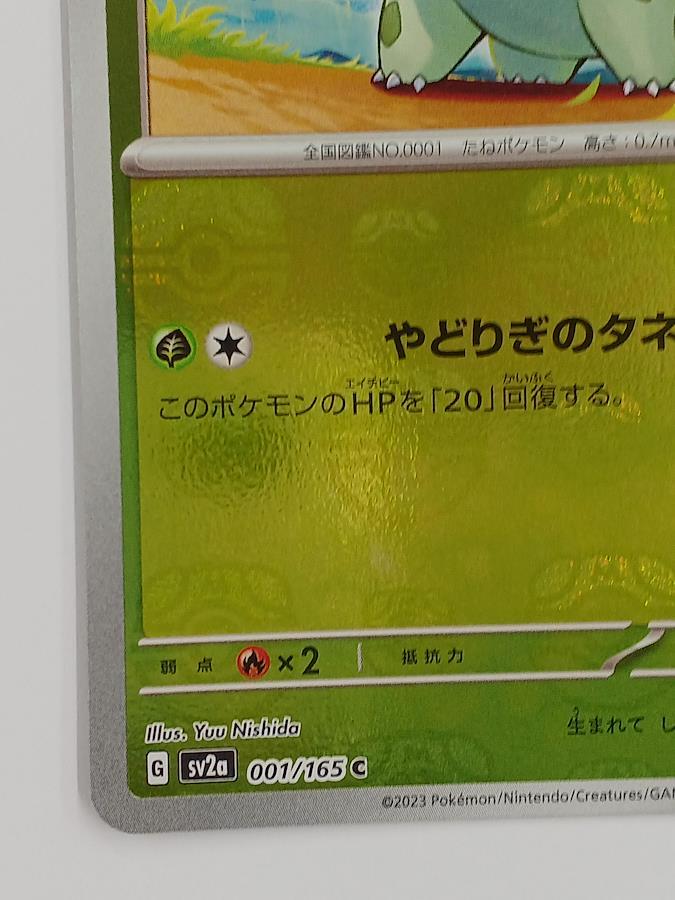 全国図鑑NO.0001 たねポケモン 高さ：0.7m
やどりぎのタネ
エイチピー かいふく
このポケモンのHPを「20」回復する。
弱点 ×2 抵抗力
う
生まれて し
Illus. Yuu Nishida
G sv2a 001/165 C
©2023 Pokémon/Nintendo/Creatures/GA